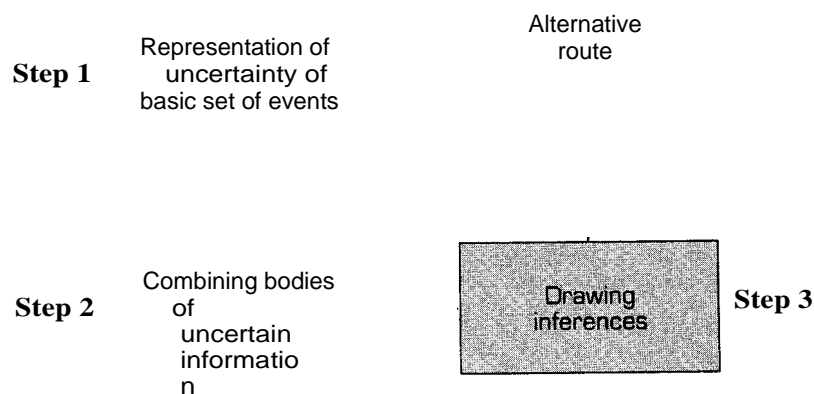 Step 1
Representation of
uncertainty of
basic set of events
Alternative
route
Step 2
Combining bodies
of
uncertain
informatio
n
Drawing
inferences
Step 3